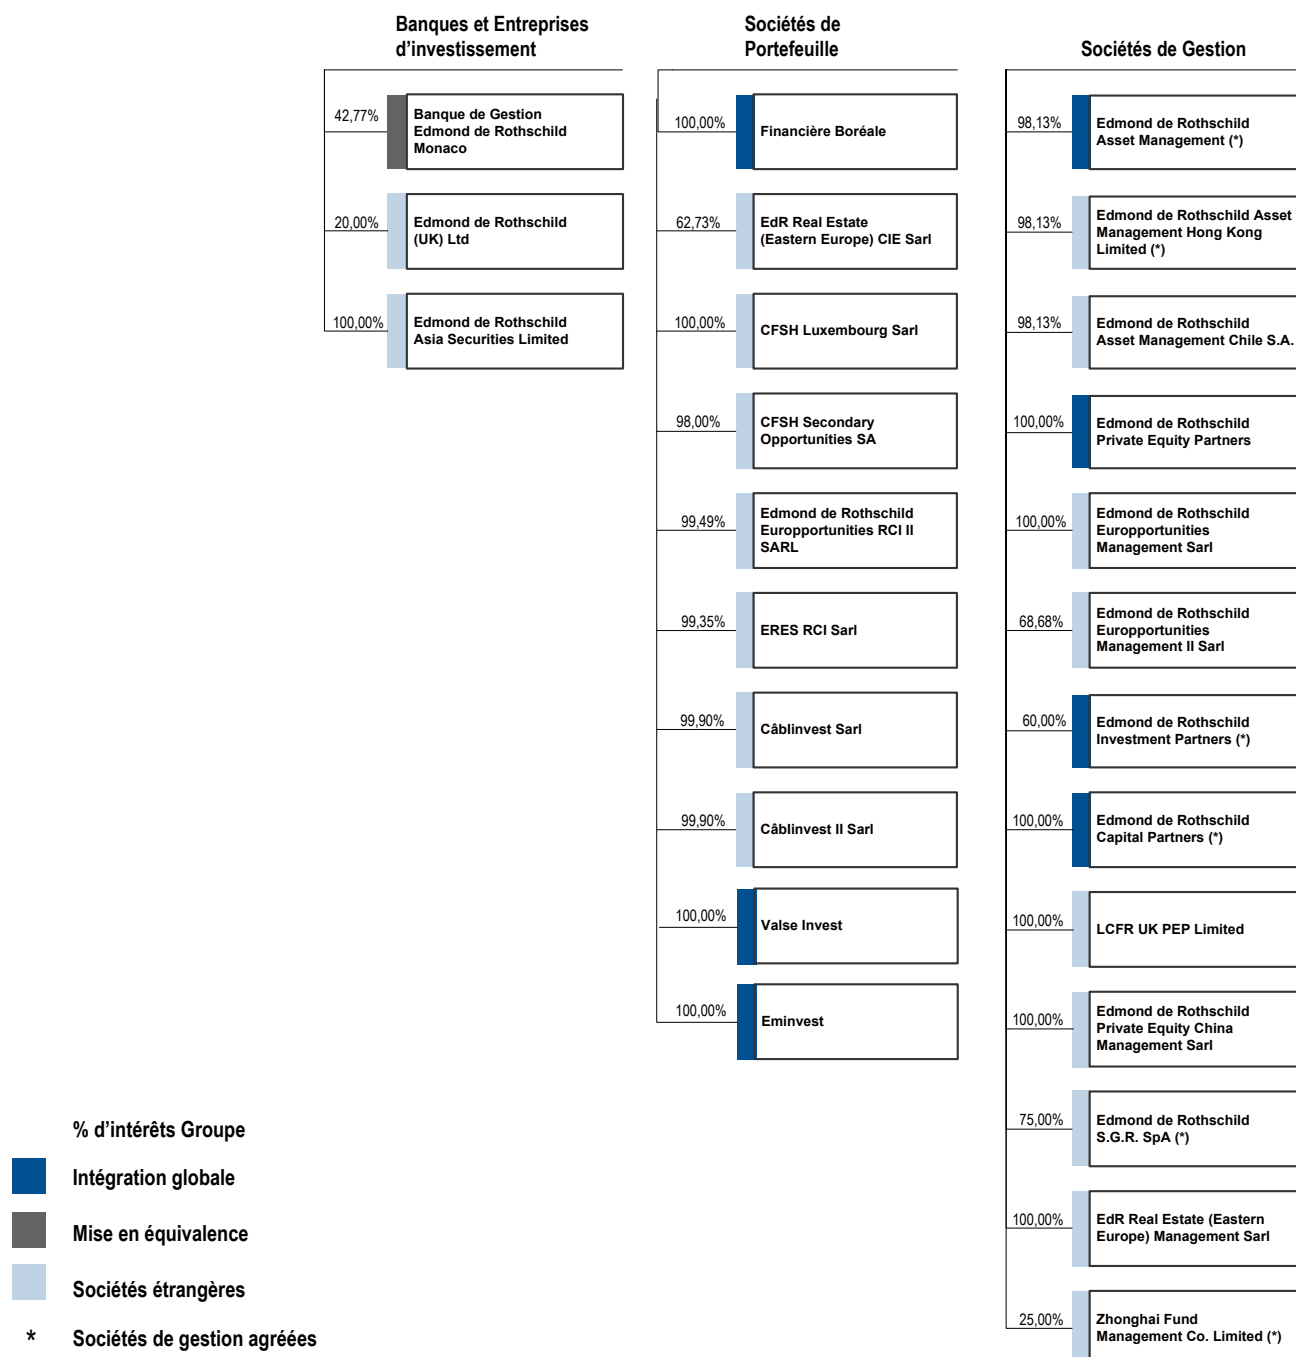 Banques et Entreprises
d’investissement
42,77%
Banque de Gestion
Edmond de Rothschild
Monaco
20,00%
Edmond de Rothschild
(UK) Ltd
100,00%
Edmond de Rothschild
Asia Securities Limited
Sociétés de
Portefeuille
100,00%
Financière Boréale
62,73%
EdR Real Estate
(Eastern Europe) CIE Sarl
100,00%
CFSH Luxembourg Sarl
98,00%
CFSH Secondary
Opportunities SA
99,49%
Edmond de Rothschild
Europportunities RCI II
SARL
99,35%
ERES RCI Sarl
99,90%
Câblinvest Sarl
99,90%
Câblinvest II Sarl
100,00%
Valse Invest
100,00%
Eminvest
Sociétés de Gestion
98,13%
Edmond de Rothschild
Asset Management (*)
98,13%
Edmond de Rothschild Asset
Management Hong Kong
Limited (*)
98,13%
Edmond de Rothschild
Asset Management Chile S.A.
100,00%
Edmond de Rothschild
Private Equity Partners
100,00%
Edmond de Rothschild
Europportunities
Management Sarl
68,68%
Edmond de Rothschild
Europportunities
Management II Sarl
60,00%
Edmond de Rothschild
Investment Partners (*)
100,00%
Edmond de Rothschild
Capital Partners (*)
100,00%
LCFR UK PEP Limited
100,00%
Edmond de Rothschild
Private Equity China
Management Sarl
75,00%
Edmond de Rothschild
S.G.R. SpA (*)
100,00%
EdR Real Estate (Eastern
Europe) Management Sarl
25,00%
Zhonghai Fund
Management Co. Limited (*)
% d’intérêts Groupe
Intégration globale
Mise en équivalence
Sociétés étrangères
* Sociétés de gestion agréées